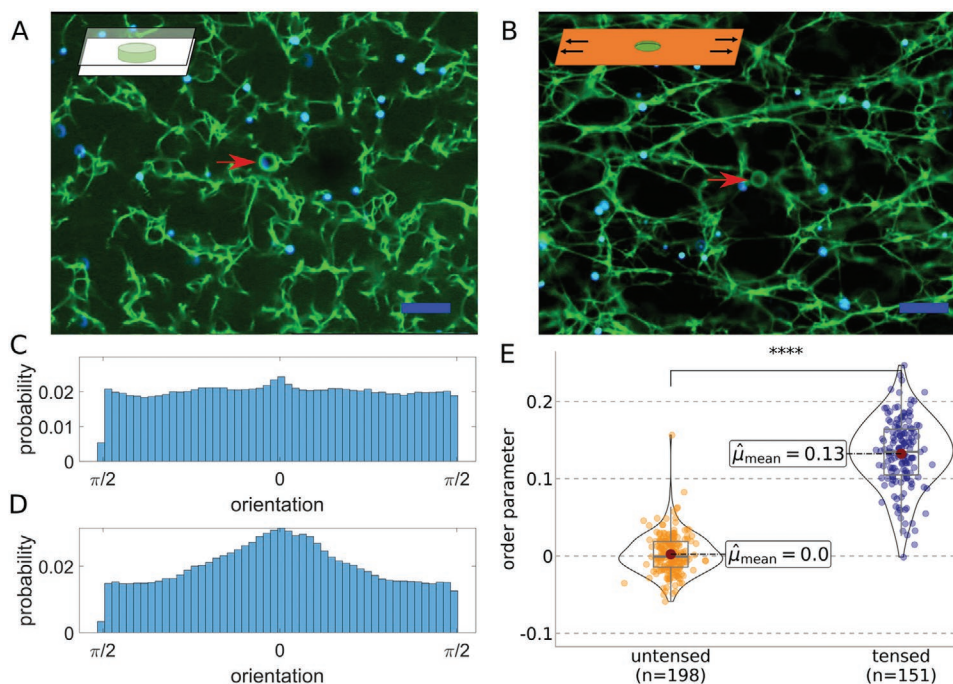 A
B
C
probability
0.02
0.01
0
π/2
0
π/2
orientation
D
probability
0.02
0
π/2
0
π/2
orientation
E
****
order parameter
0.2
0.1
0
-0.1
μ̂mean = 0.13
μ̂mean = 0.0
untensed
(n=198)
tensed
(n=151)